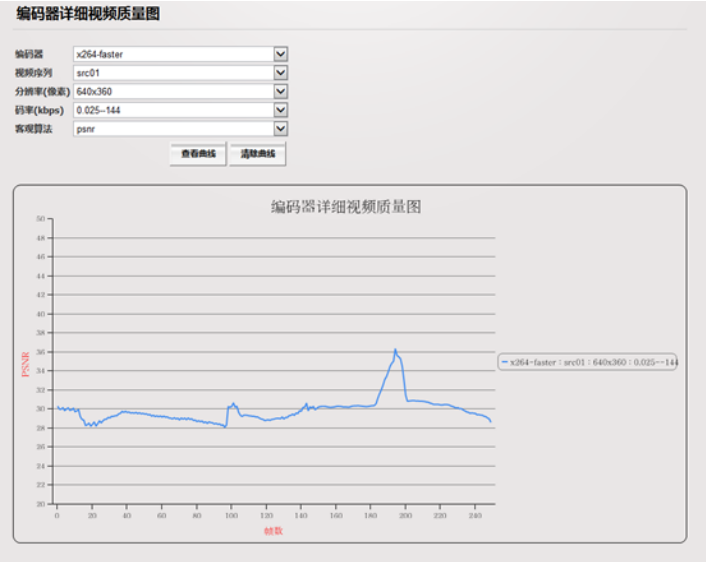 编码器详细视频质量图
编码器 x264-faster
视频序列 src01
分辨率(像素) 640x360
码率(kbps) 0.025--144
客观算法 psnr
查看曲线 清除曲线
编码器详细视频质量图
50
48
46
44
42
40
38
36
34
32
30
28
26
24
22
20
PSNR
x264-faster：src01：640x360：0.025--144
0 20 40 60 80 100 120 140 160 180 200 220 240
帧数